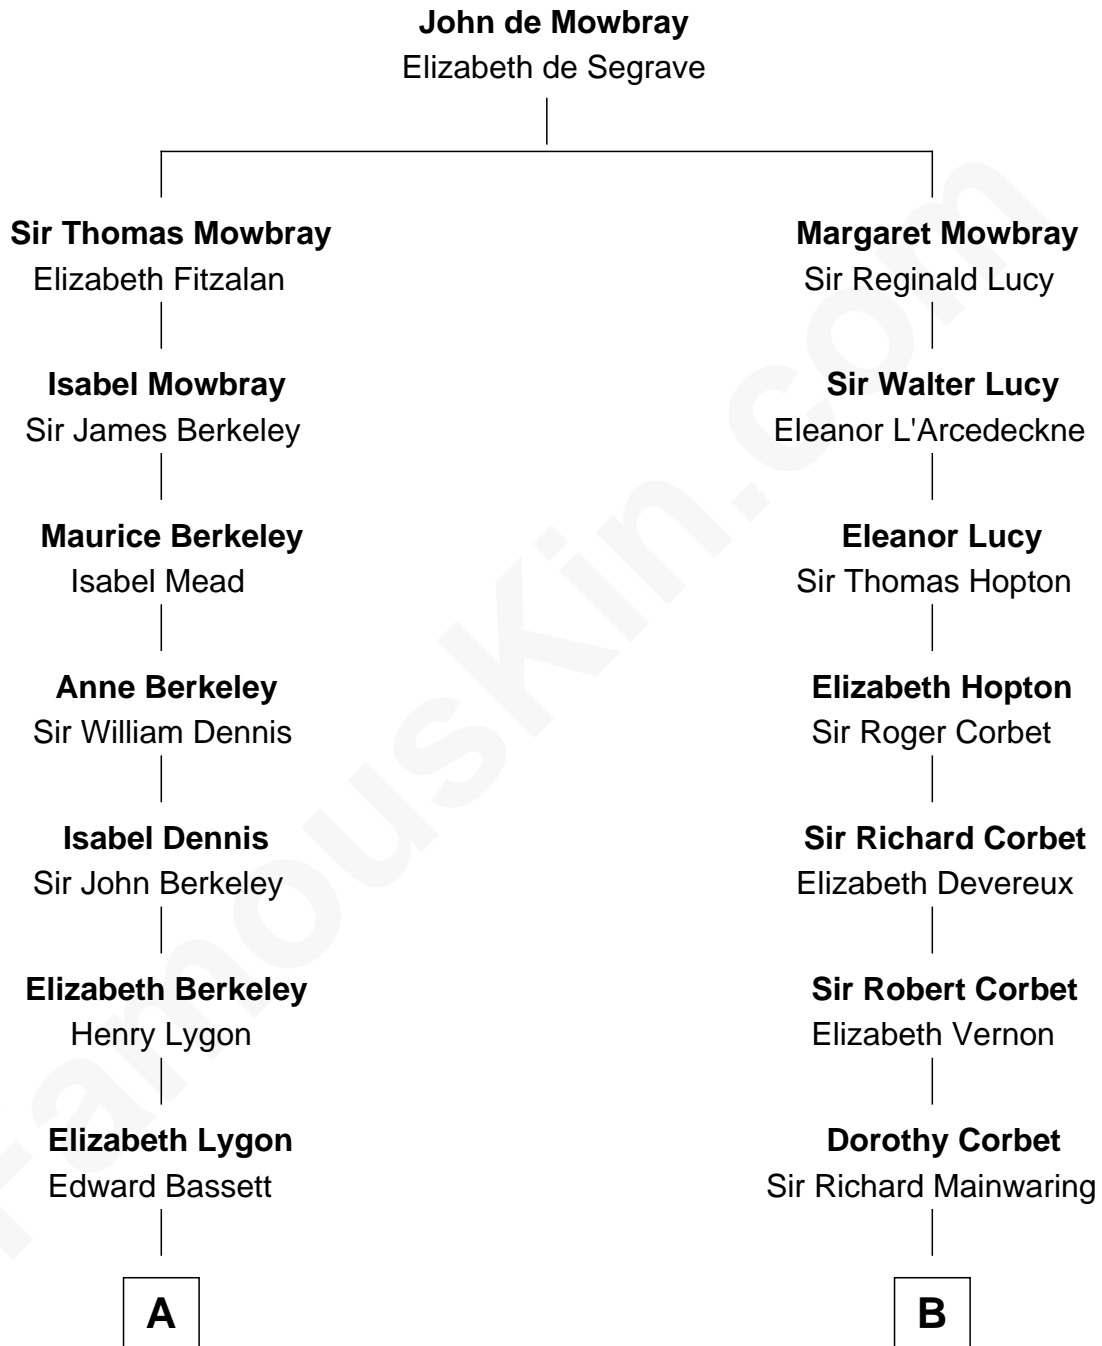 John de Mowbray
Elizabeth de Segrave
Sir Thomas Mowbray
Elizabeth Fitzalan
Margaret Mowbray
Sir Reginald Lucy
Isabel Mowbray
Sir James Berkeley
Sir Walter Lucy
Eleanor L'Arcedeckne
Maurice Berkeley
Isabel Mead
Eleanor Lucy
Sir Thomas Hopton
Anne Berkeley
Sir William Dennis
Elizabeth Hopton
Sir Roger Corbet
Isabel Dennis
Sir John Berkeley
Sir Richard Corbet
Elizabeth Devereux
Elizabeth Berkeley
Henry Lygon
Sir Robert Corbet
Elizabeth Vernon
Elizabeth Lygon
Edward Bassett
Dorothy Corbet
Sir Richard Mainwaring
A
B
FamousKin.com